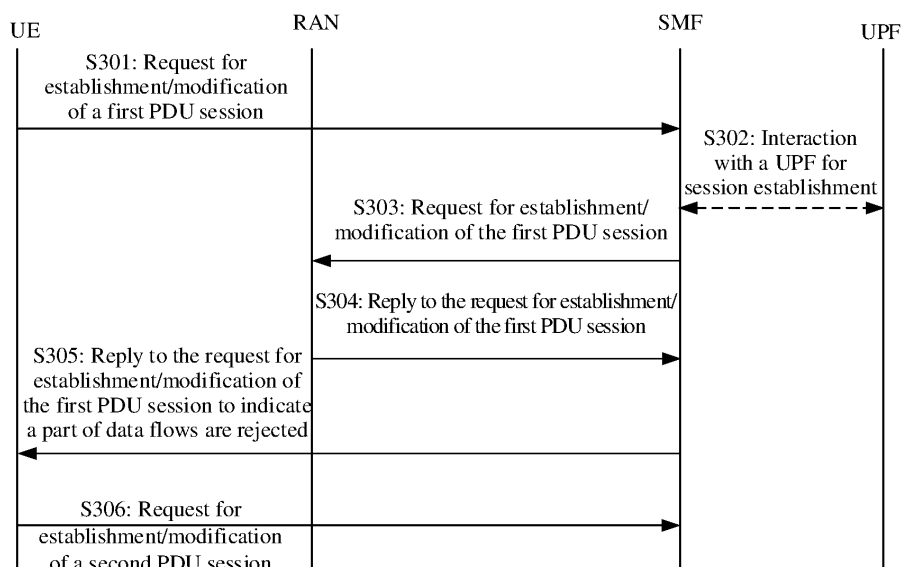 UE
RAN
SMF
UPF
S301: Request for
establishment/modification
of a first PDU session
S302: Interaction
with a UPF for
session establishment
S303: Request for establishment/
modification of the first PDU session
S304: Reply to the request for establishment/
modification of the first PDU session
S305: Reply to the request for
establishment/modification of
the first PDU session to indicate
a part of data flows are rejected
S306: Request for
establishment/modification
of a second PDU session